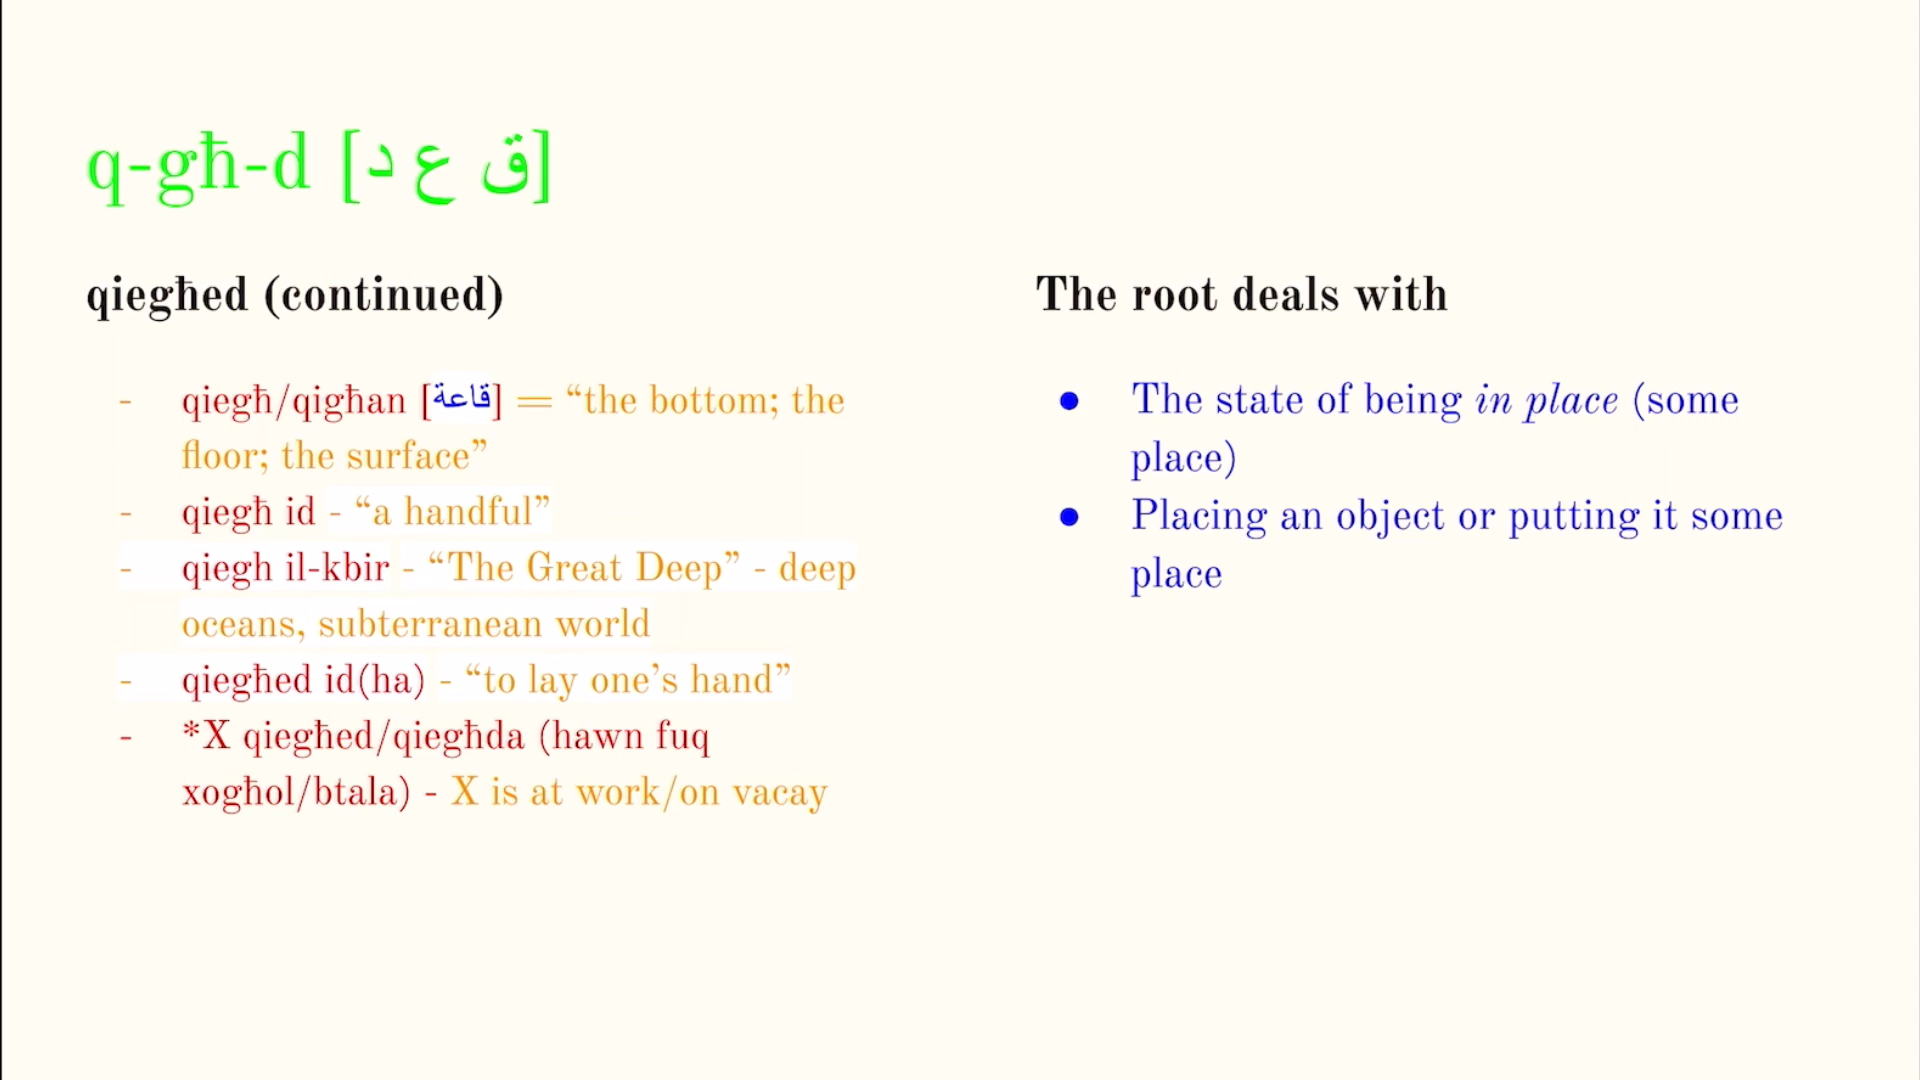 q-għ-d [ق ع د]
qiegħed (continued)
- qiegħ/qigħan [قاعة] = “the bottom; the
floor; the surface”
- qiegħ id - “a handful”
- qiegh il-kbir - “The Great Deep” - deep
oceans, subterranean world
- qiegħed id(ha) - “to lay one’s hand”
- *X qiegħed/qiegħda (hawn fuq
xogħol/btala) - X is at work/on vacay
The root deals with
● The state of being in place (some
place)
● Placing an object or putting it some
place